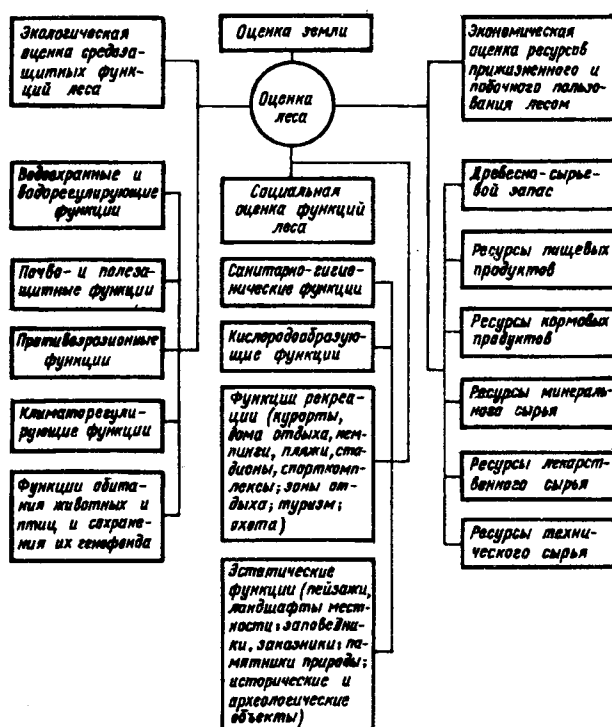 Экологическая
оценка средоза-
щитных функ-
ций леса
Оценка земли
Оценка
леса
Экономическая
оценка ресурсов
прижизненного и
побочного пользо-
вания лесом
Водоохранные и
водорегулирующие
функции
Почво- и полеза-
щитные функции
Противоэрозионные
функции
Климаторегули-
рующие функции
Функции обита-
ния животных и
птиц и сохране-
ния их генофонда
Социальная
оценка функций
леса
Санитарно-гигие-
нические функции
Кислородообразую-
щие функции
Функции рекреа-
ции (курорты,
дома отдыха, кем-
пинги, пляжи, ста-
дионы, спорткомп-
лексы; зоны от-
дыха; туризм;
охота)
Эстетические
функции (пейзажи,
ландшафты мест-
ности; заповедни-
ки, заказники; па-
мятники природы;
исторические и
археологические
объекты)
Древесно-сырье-
вой запас
Ресурсы пищевых
продуктов
Ресурсы кормовых
продуктов
Ресурсы минераль-
ного сырья
Ресурсы лекарст-
венного сырья
Ресурсы техни-
ческого сырья